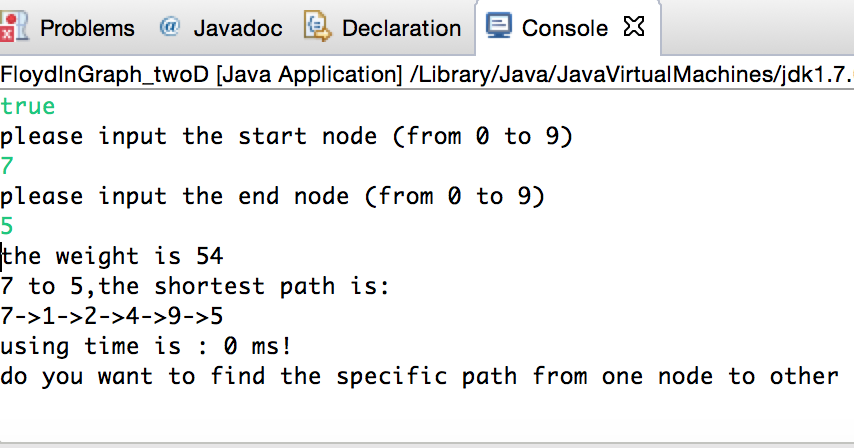 Problems @ Javadoc Declaration Console
FloydInGraph_twoD [Java Application] /Library/Java/JavaVirtualMachines/jdk1.7.
true
please input the start node (from 0 to 9)
7
please input the end node (from 0 to 9)
5
the weight is 54
7 to 5,the shortest path is:
7->1->2->4->9->5
using time is : 0 ms!
do you want to find the specific path from one node to other